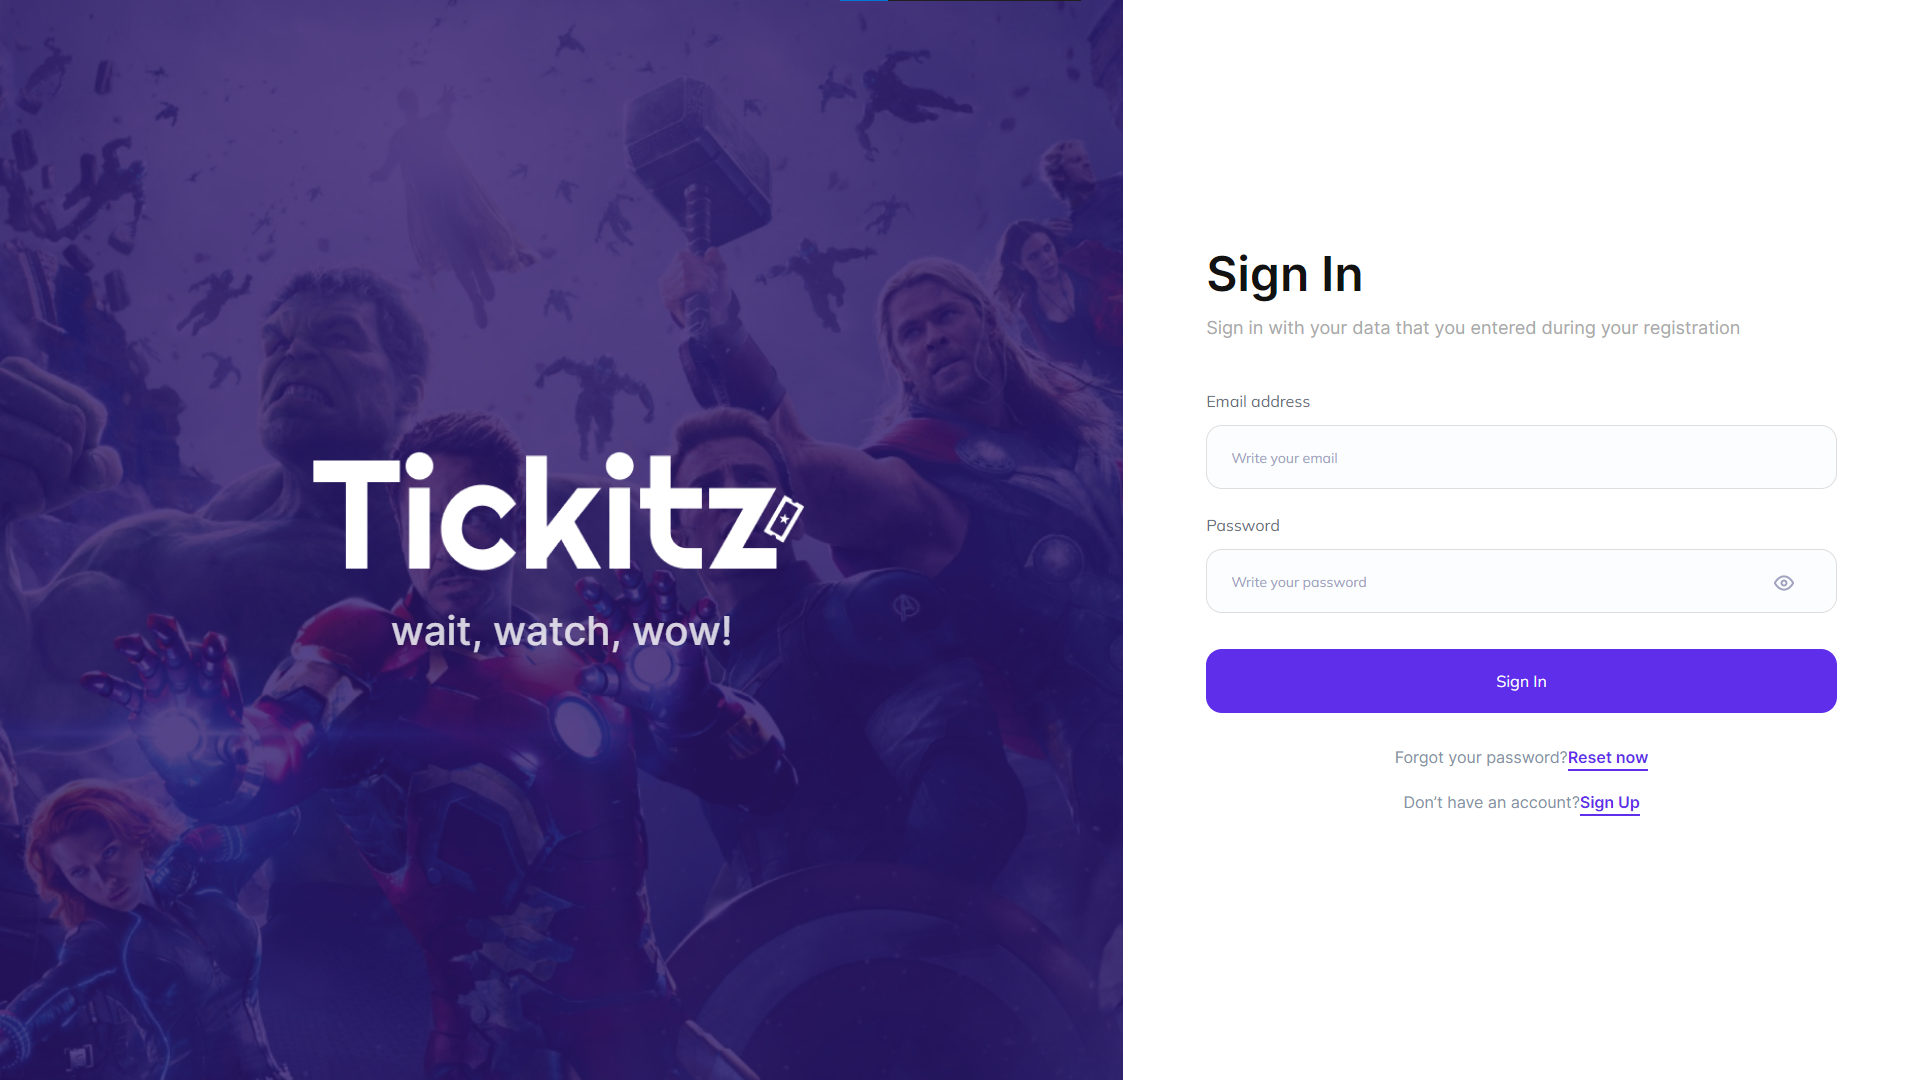 Tickitz
wait, watch, wow!
Sign In
Sign in with your data that you entered during your registration
Email address
Write your email
Password
Write your password
Sign In
Forgot your password?Reset now
Don’t have an account?Sign Up